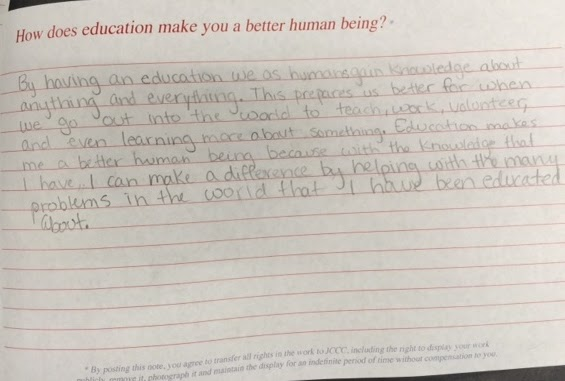 How does education make you a better human being? *
By having an education we as humans gain knowledge about
anything and everything. This prepares us better for when
we go out into the world to teach, work, volunteer,
and even learning more about something. Education makes
me a better human being because with the knowledge that
I have, I can make a difference by helping with the many
problems in the world that I have been educated
about.
* By posting this note, you agree to transfer all rights in the work to JCCC, including the right to display your work
publicly, remove it, photograph it and maintain the display for an indefinite period of time without compensation to you.